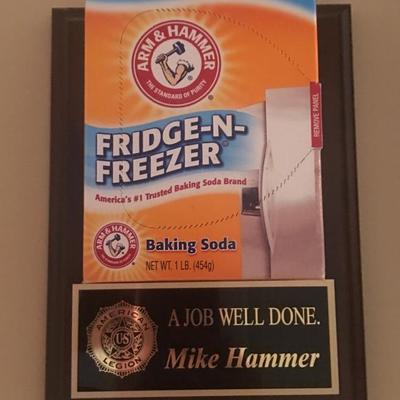 ARM & HAMMER
THE STANDARD OF PURITY
REMOVE PANEL
FRIDGE-N-
FREEZER®
America's #1 Trusted Baking Soda Brand
ARM & HAMMER
Baking Soda
NET WT. 1 LB. (454g)
AMERICAN
US
LEGION
A JOB WELL DONE.
Mike Hammer